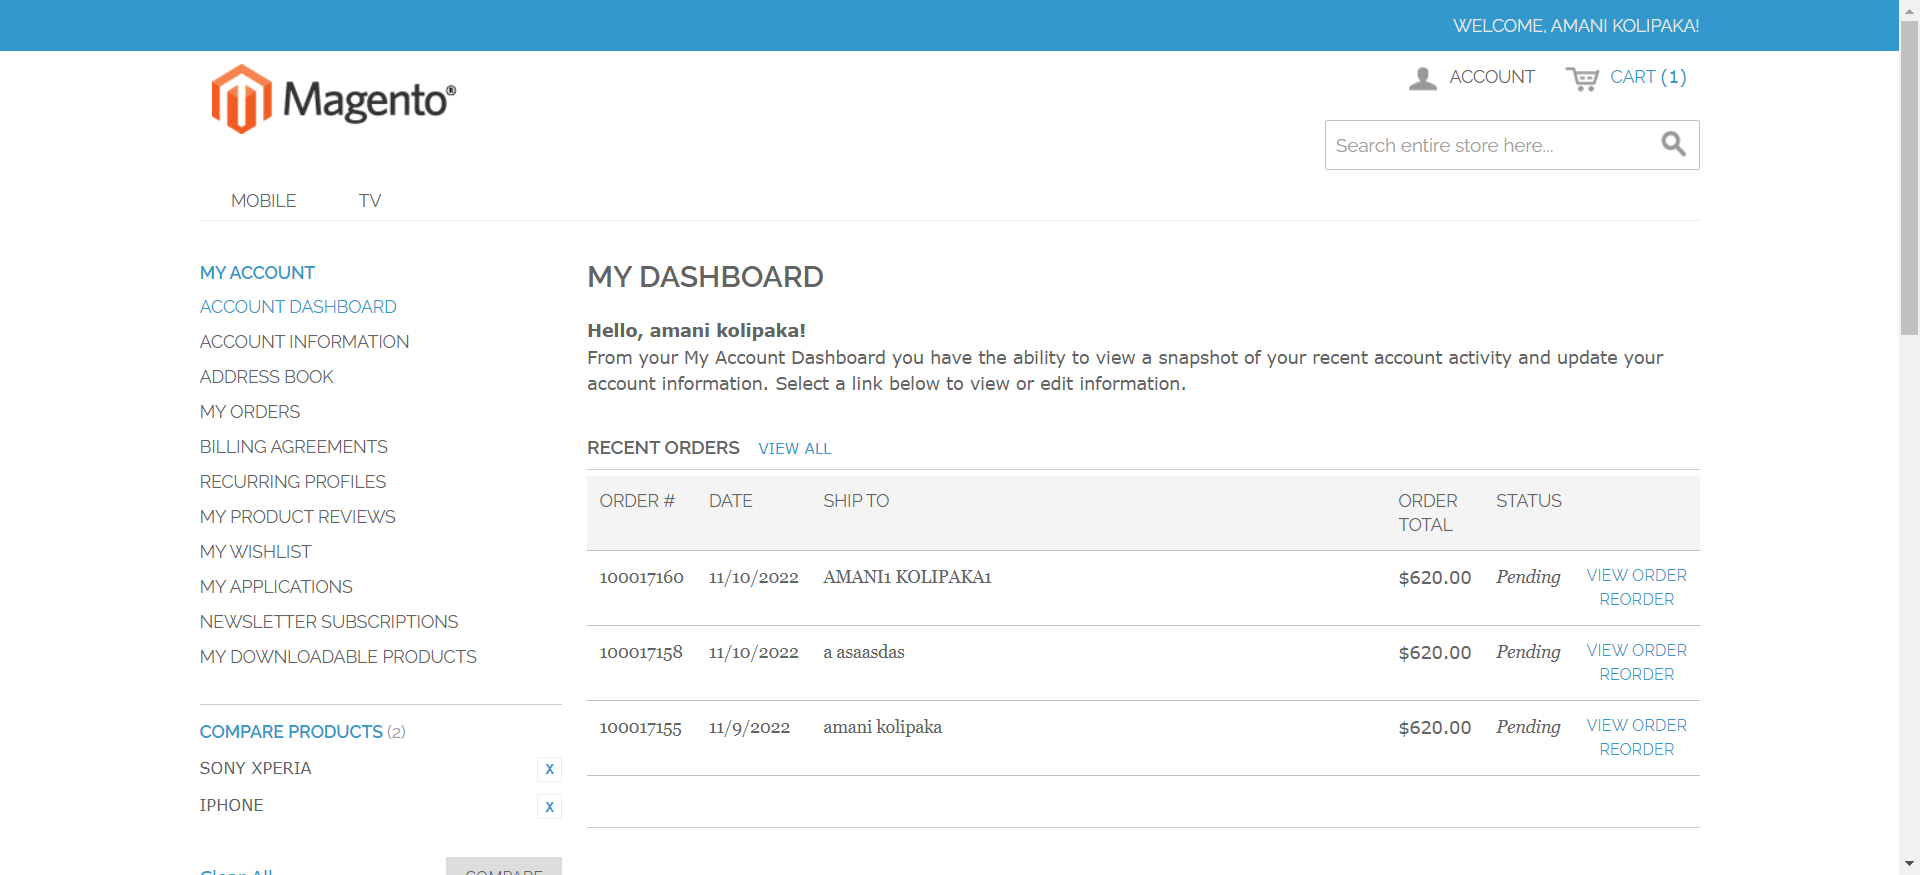 WELCOME, AMANI KOLIPAKA!
Magento®
ACCOUNT
CART (1)
Search entire store here...
MOBILE
TV
MY ACCOUNT
ACCOUNT DASHBOARD
ACCOUNT INFORMATION
ADDRESS BOOK
MY ORDERS
BILLING AGREEMENTS
RECURRING PROFILES
MY PRODUCT REVIEWS
MY WISHLIST
MY APPLICATIONS
NEWSLETTER SUBSCRIPTIONS
MY DOWNLOADABLE PRODUCTS
COMPARE PRODUCTS (2)
SONY XPERIA X
IPHONE X
Clear All COMPARE
MY DASHBOARD
Hello, amani kolipaka!
From your My Account Dashboard you have the ability to view a snapshot of your recent account activity and update your
account information. Select a link below to view or edit information.
RECENT ORDERS VIEW ALL
ORDER # DATE SHIP TO ORDER TOTAL STATUS
100017160 11/10/2022 AMANI1 KOLIPAKA1 $620.00 Pending VIEW ORDER
REORDER
100017158 11/10/2022 a asaasdas $620.00 Pending VIEW ORDER
REORDER
100017155 11/9/2022 amani kolipaka $620.00 Pending VIEW ORDER
REORDER